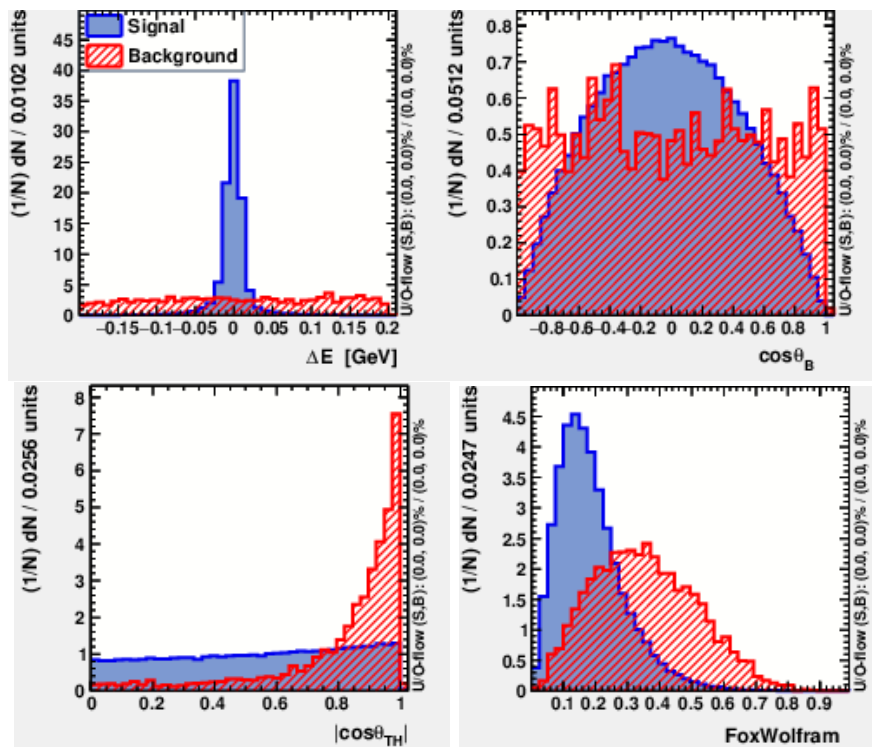 Signal
Background
(1/N) dN / 0.0102 units
45
40
35
30
25
20
15
10
5
0
−0.15−0.1−0.05 0 0.05 0.1 0.15 0.2
ΔE [GeV]
U/O-flow (S,B): (0.0, 0.0)% / (0.0, 0.0)%
(1/N) dN / 0.0512 units
0.8
0.7
0.6
0.5
0.4
0.3
0.2
0.1
0
−0.8−0.6−0.4−0.2 0 0.2 0.4 0.6 0.8 1
cosθ_B
U/O-flow (S,B): (0.0, 0.0)% / (0.0, 0.0)%
(1/N) dN / 0.0256 units
8
7
6
5
4
3
2
1
0
0 0.2 0.4 0.6 0.8 1
|cosθ_TH|
U/O-flow (S,B): (0.0, 0.0)% / (0.0, 0.0)%
(1/N) dN / 0.0247 units
4.5
4
3.5
3
2.5
2
1.5
1
0.5
0
0.1 0.2 0.3 0.4 0.5 0.6 0.7 0.8 0.9
FoxWolfram
U/O-flow (S,B): (0.0, 0.0)% / (0.0, 0.0)%